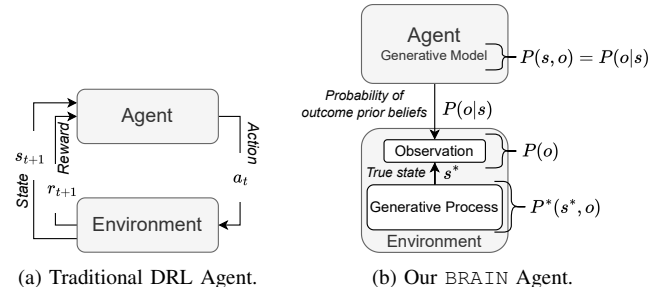 Agent
State
s_{t+1}
Reward
r_{t+1}
Action
a_t
Environment
(a) Traditional DRL Agent.
Agent
Generative Model
P(s, o) = P(o|s)
Probability of
outcome prior beliefs
P(o|s)
Observation
P(o)
True state
s*
Generative Process
P*(s*, o)
Environment
(b) Our BRAIN Agent.